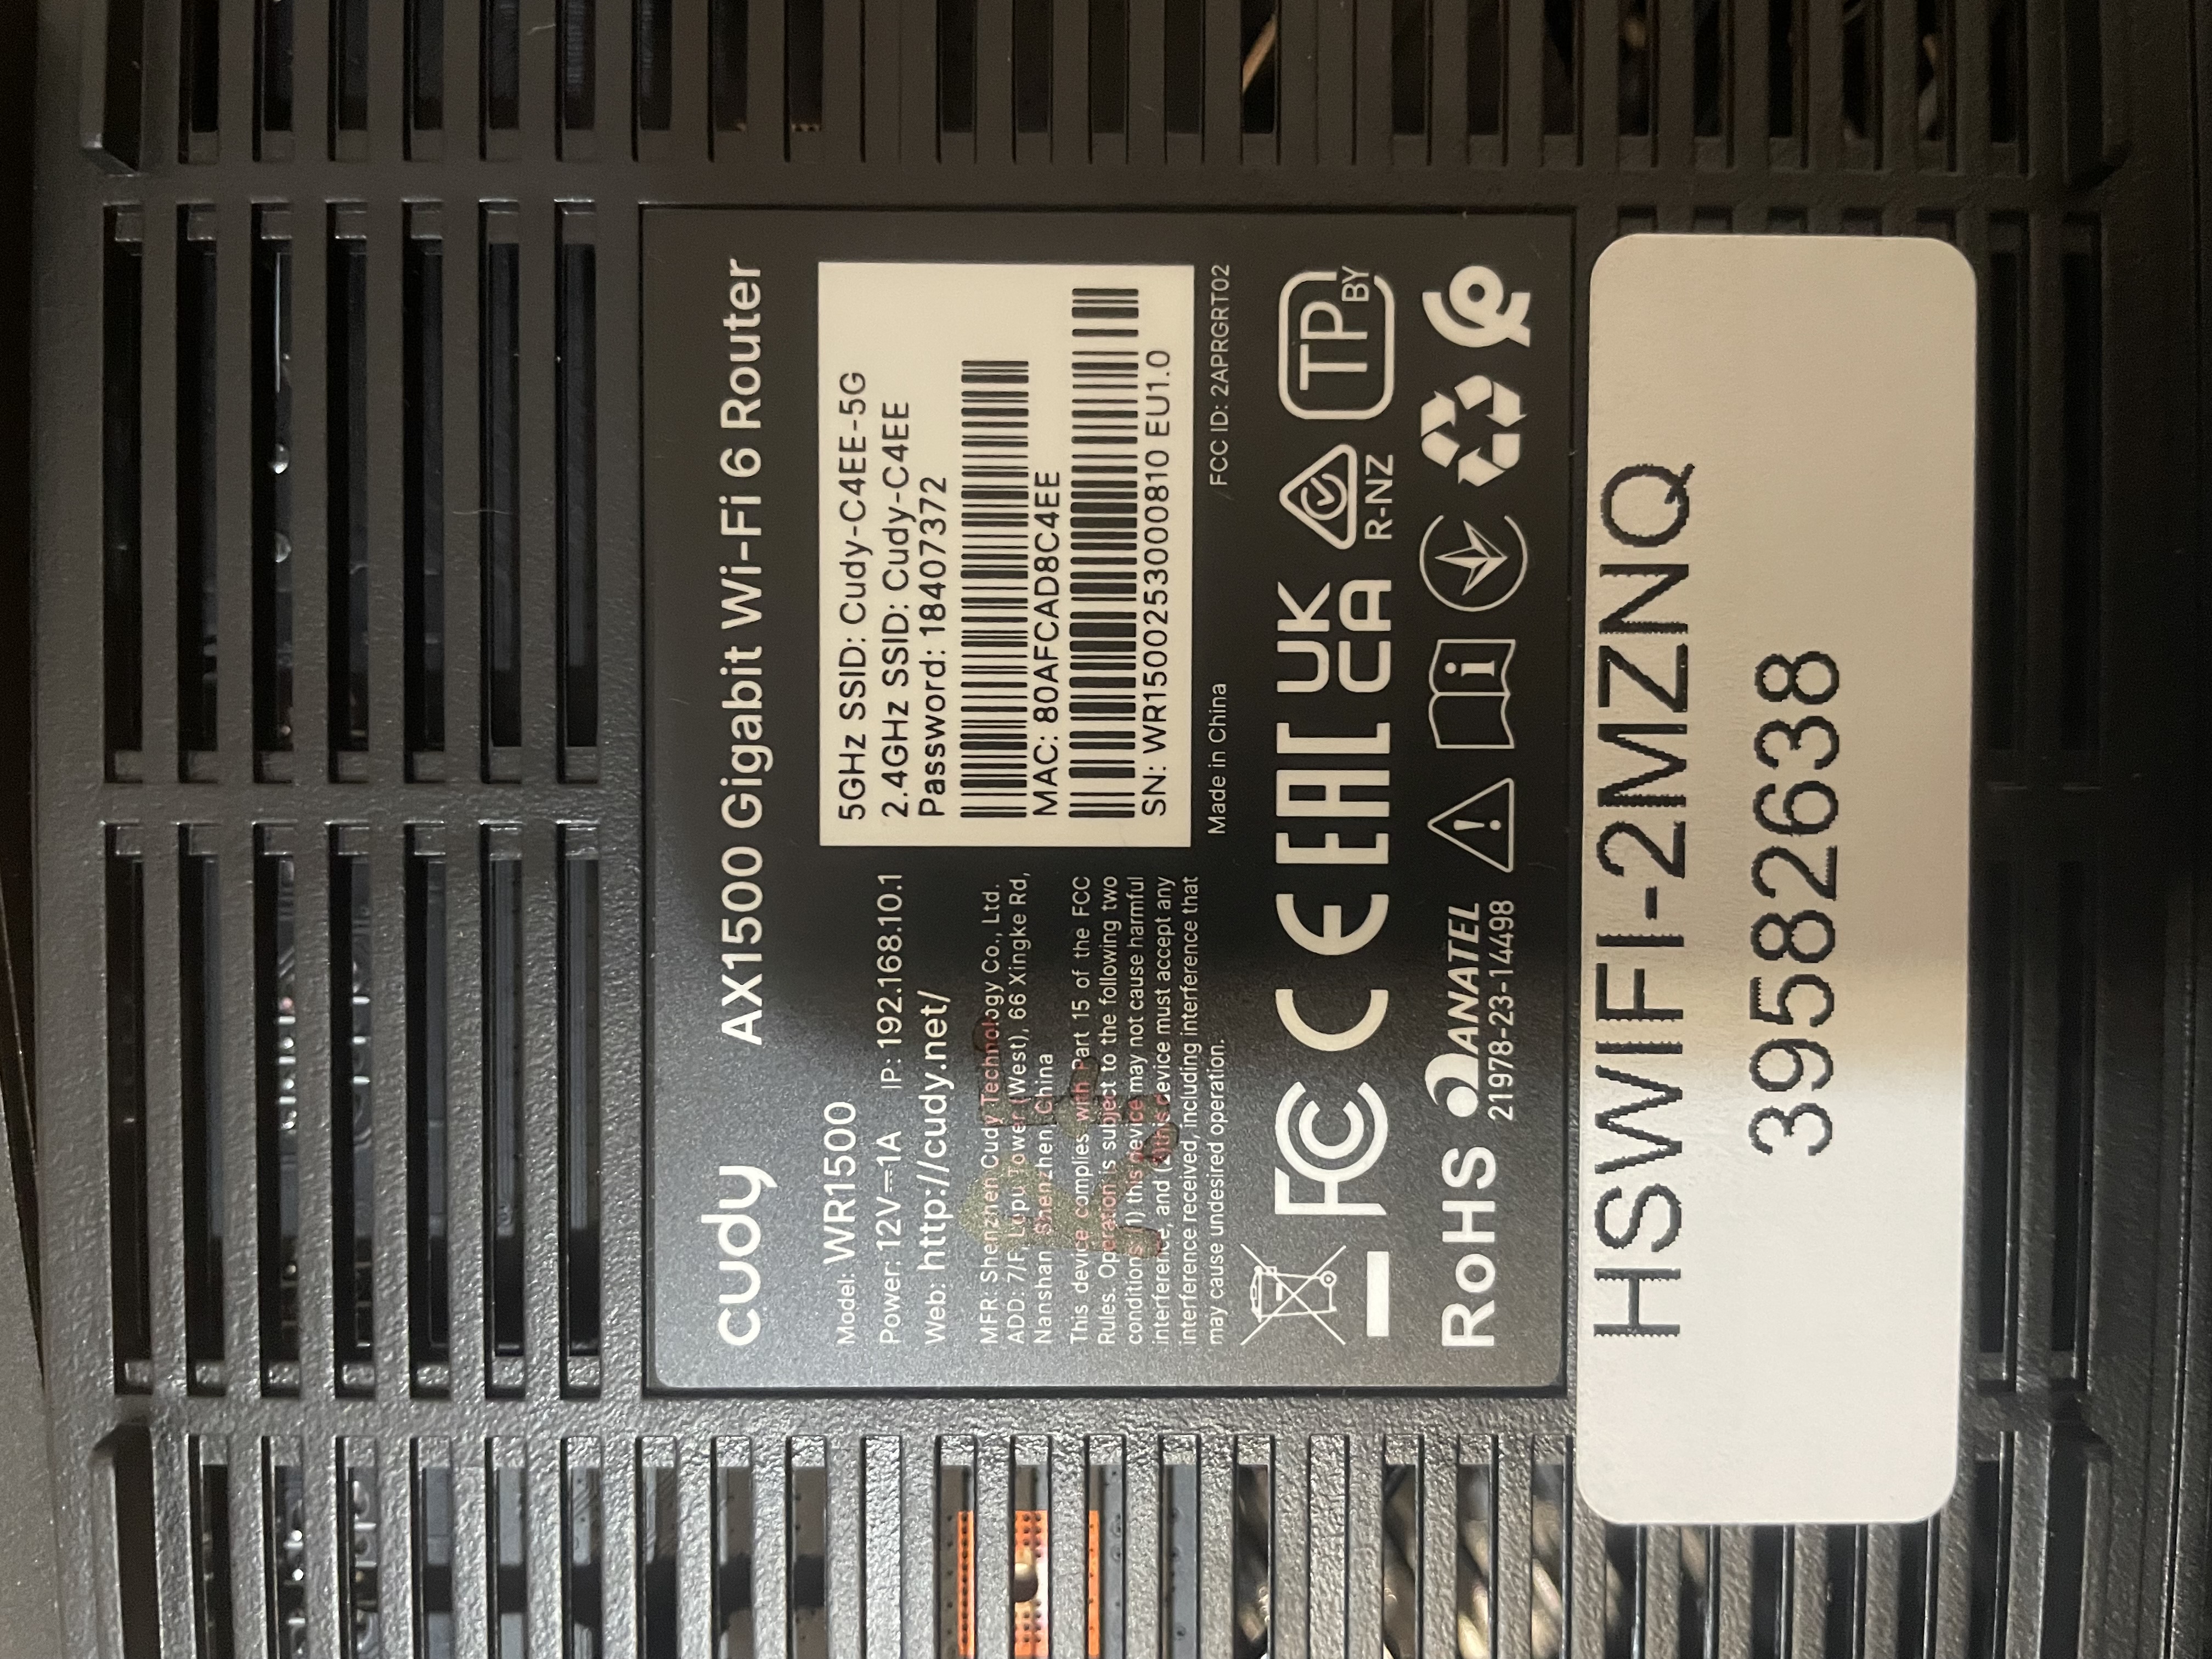 cudy AX1500 Gigabit Wi-Fi 6 Router
Model: WR1500
Power: 12V⎓1A IP: 192.168.10.1
Web: http://cudy.net/
MFR: Shenzhen Cudy Technology Co., Ltd.
ADD: 7/F, Lepu Tower (West), 66 Xingke Rd,
Nanshan, Shenzhen, China
This device complies with Part 15 of the FCC
Rules. Operation is subject to the following two
conditions: (1) this device may not cause harmful
interference, and (2) this device must accept any
interference received, including interference that
may cause undesired operation.
5GHz SSID: Cudy-C4EE-5G
2.4GHz SSID: Cudy-C4EE
Password: 18407372
MAC: 80AFCAD8C4EE
SN: WR15002530000810 EU1.0
Made in China
FCC ID: 2APRGRT02
FC CE EAC UK CA R-NZ TP BY
RoHS ANATEL
21978-23-14498
HSWIFI-2MZNQ
39582638